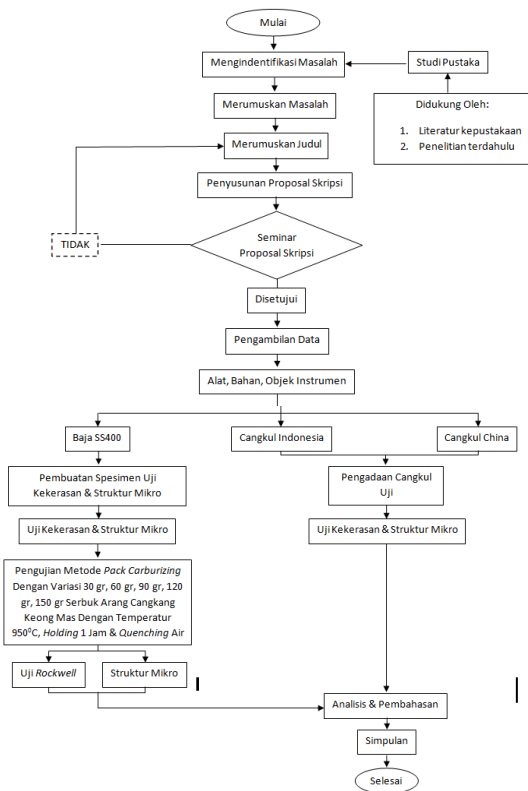 Mulai
Mengindentifikasi Masalah
Studi Pustaka
Merumuskan Masalah
Didukung Oleh:
1. Literatur kepustakaan
2. Penelitian terdahulu
Merumuskan Judul
Penyusunan Proposal Skripsi
TIDAK
Seminar
Proposal Skripsi
Disetujui
Pengambilan Data
Alat, Bahan, Objek Instrumen
Baja SS400
Cangkul Indonesia
Cangkul China
Pembuatan Spesimen Uji
Kekerasan & Struktur Mikro
Pengadaan Cangkul
Uji
Uji Kekerasan & Struktur Mikro
Uji Kekerasan & Struktur Mikro
Pengujian Metode Pack Carburizing
Dengan Variasi 30 gr, 60 gr, 90 gr, 120
gr, 150 gr Serbuk Arang Cangkang
Keong Mas Dengan Temperatur
950⁰C, Holding 1 Jam & Quenching Air
Uji Rockwell
Struktur Mikro
Analisis & Pembahasan
Simpulan
Selesai